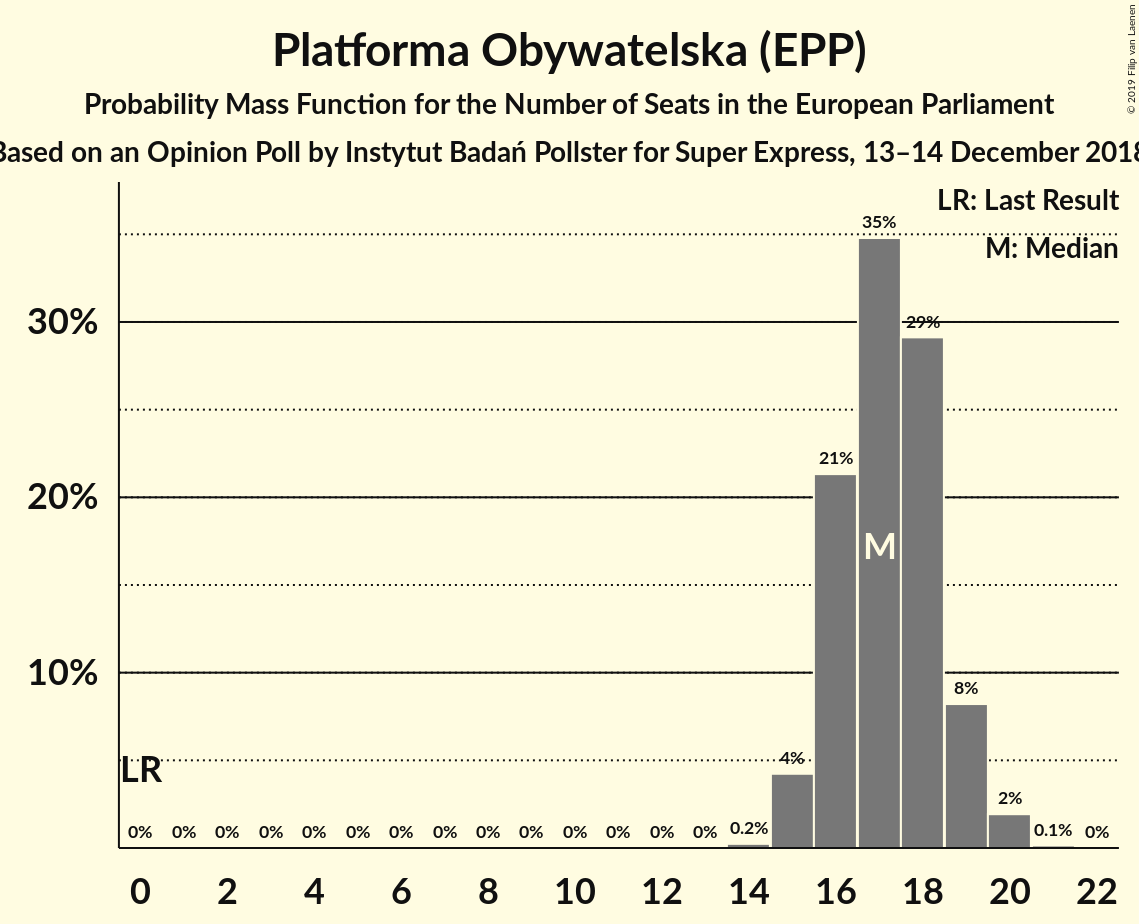 Platforma Obywatelska (EPP)
Probability Mass Function for the Number of Seats in the European Parliament
Based on an Opinion Poll by Instytut Badań Pollster for Super Express, 13–14 December 2018
© 2019 Filip van Laenen
LR: Last Result
M: Median
35%
30%
29%
21%
20%
M
10%
8%
4%
LR
2%
0% 0% 0% 0% 0% 0% 0% 0% 0% 0% 0% 0% 0% 0% 0.2% 0.1% 0%
0 2 4 6 8 10 12 14 16 18 20 22